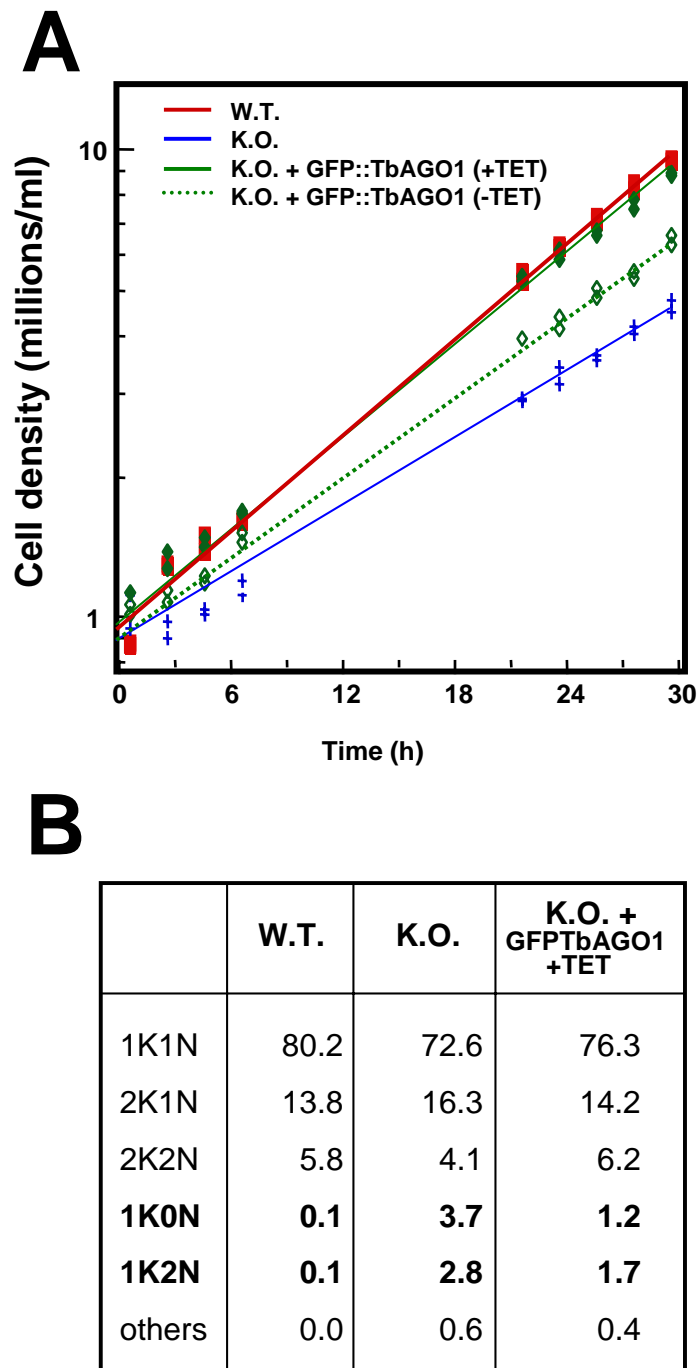 A
W.T.
K.O.
K.O. + GFP::TbAGO1 (+TET)
K.O. + GFP::TbAGO1 (-TET)
Cell density (millions/ml)
10
1
0 6 12 18 24 30
Time (h)
B
W.T. K.O. K.O. +
GFPTbAGO1
+TET
1K1N 80.2 72.6 76.3
2K1N 13.8 16.3 14.2
2K2N 5.8 4.1 6.2
1K0N 0.1 3.7 1.2
1K2N 0.1 2.8 1.7
others 0.0 0.6 0.4